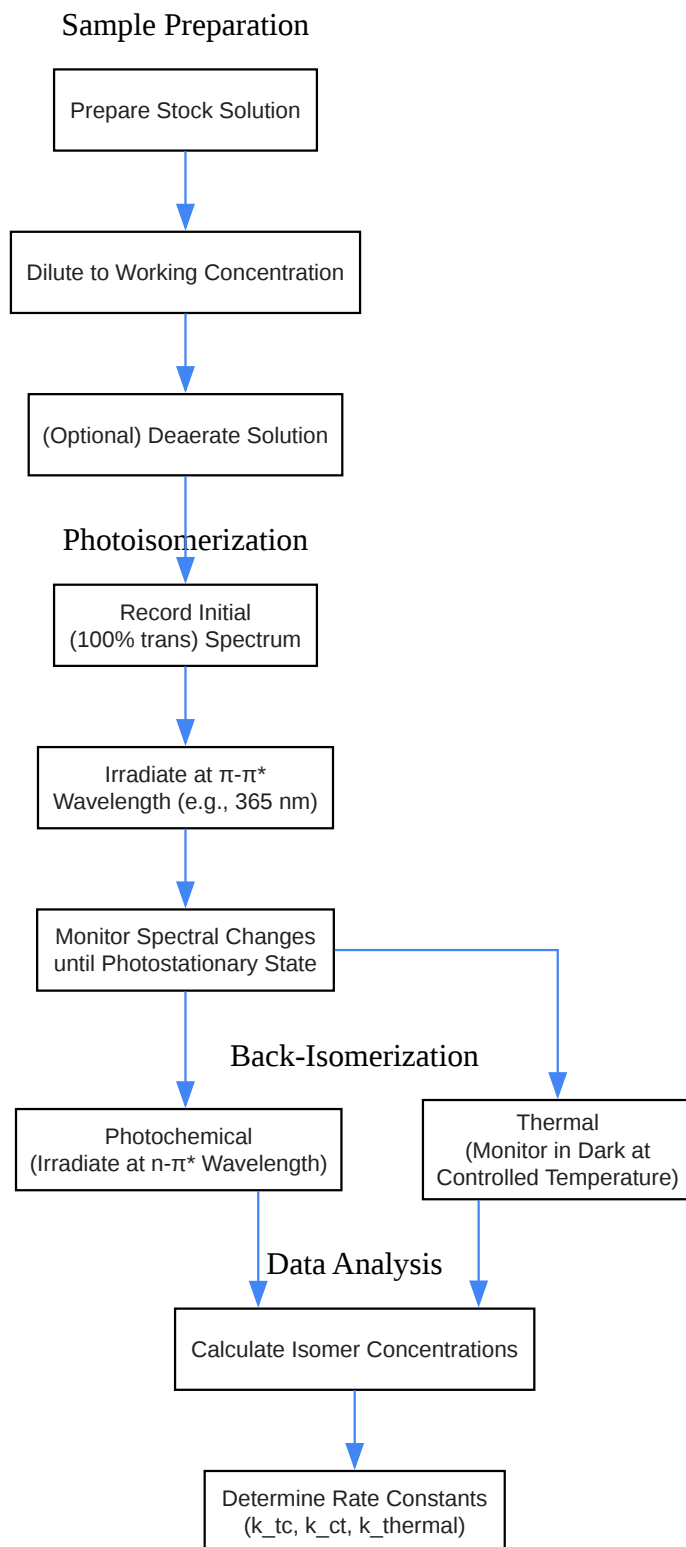 Sample Preparation
Prepare Stock Solution
Dilute to Working Concentration
(Optional) Deaerate Solution
Photoisomerization
Record Initial
(100% trans) Spectrum
Irradiate at π-π*
Wavelength (e.g., 365 nm)
Monitor Spectral Changes
until Photostationary State
Back-Isomerization
Photochemical
(Irradiate at n-π* Wavelength)
Thermal
(Monitor in Dark at
Controlled Temperature)
Data Analysis
Calculate Isomer Concentrations
Determine Rate Constants
(k_tc, k_ct, k_thermal)